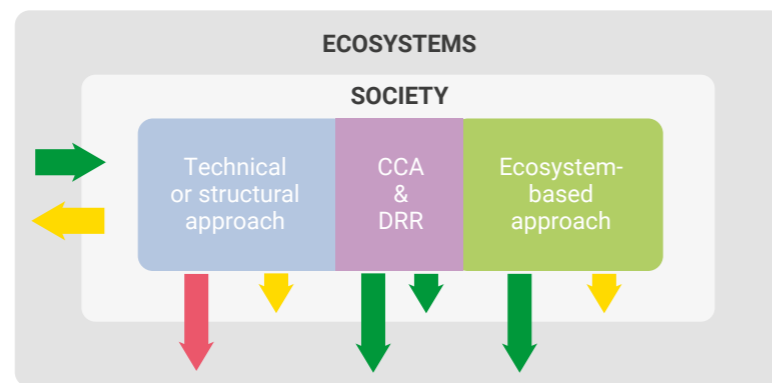 ECOSYSTEMS
SOCIETY
Technical
or structural
approach
CCA
&
DRR
Ecosystem-
based
approach